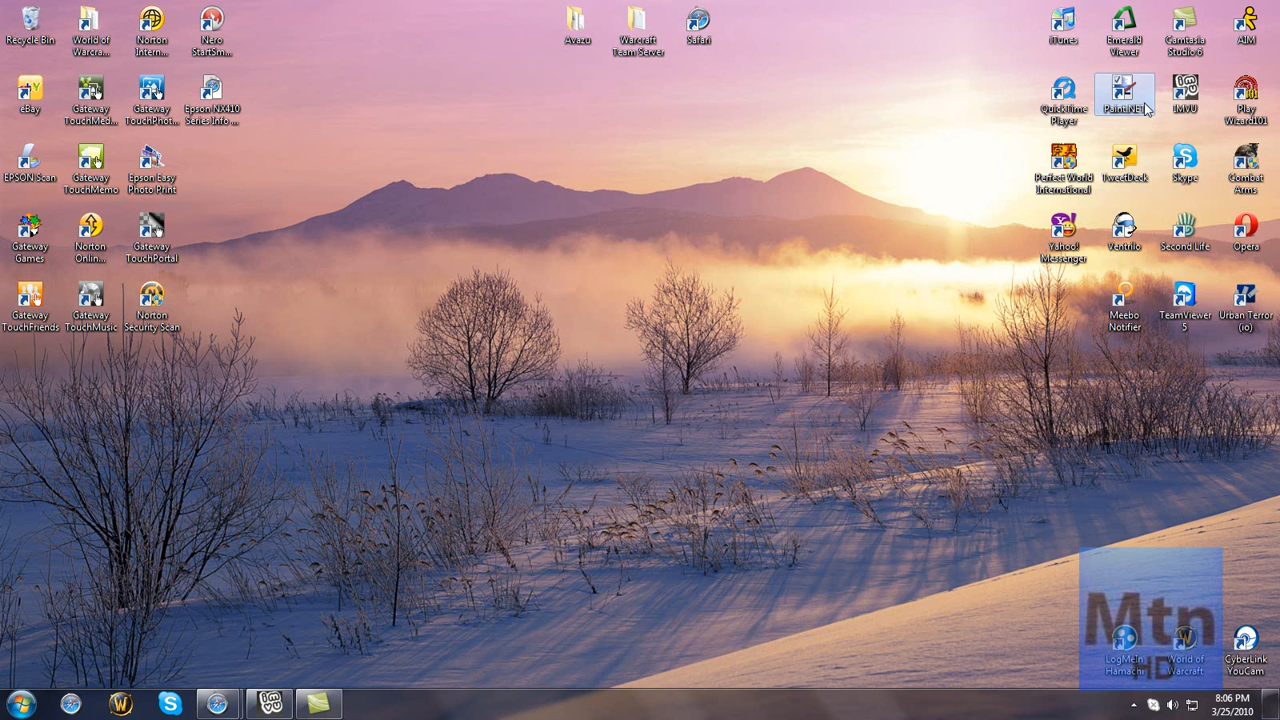 Recycle Bin
World of
Warcra...
Norton
Intern...
Nero
StartSm...
Avazu
Warcraft
Team Server
Safari
iTunes
Emerald
Viewer
Camtasia
Studio 6
AIM
eBay
Gateway
TouchMed...
Gateway
TouchPhot...
Epson NX410
Series Info ...
QuickTime
Player
Paint.NET
IMVU
Play
Wizard101
EPSON Scan
Gateway
TouchMemo
Epson Easy
Photo Print
Perfect World
International
TweetDeck
Skype
Combat
Arms
Gateway
Games
Norton
Onlin...
Gateway
TouchPortal
Yahoo!
Messenger
Ventrilo
Second Life
Opera
Gateway
TouchFriends
Gateway
TouchMusic
Norton
Security Scan
Meebo
Notifier
TeamViewer
5
Urban Terror
(io)
Mtn
HD
LogMeIn
Hamachi
World of
Warcraft
CyberLink
YouCam
8:06 PM
3/25/2010